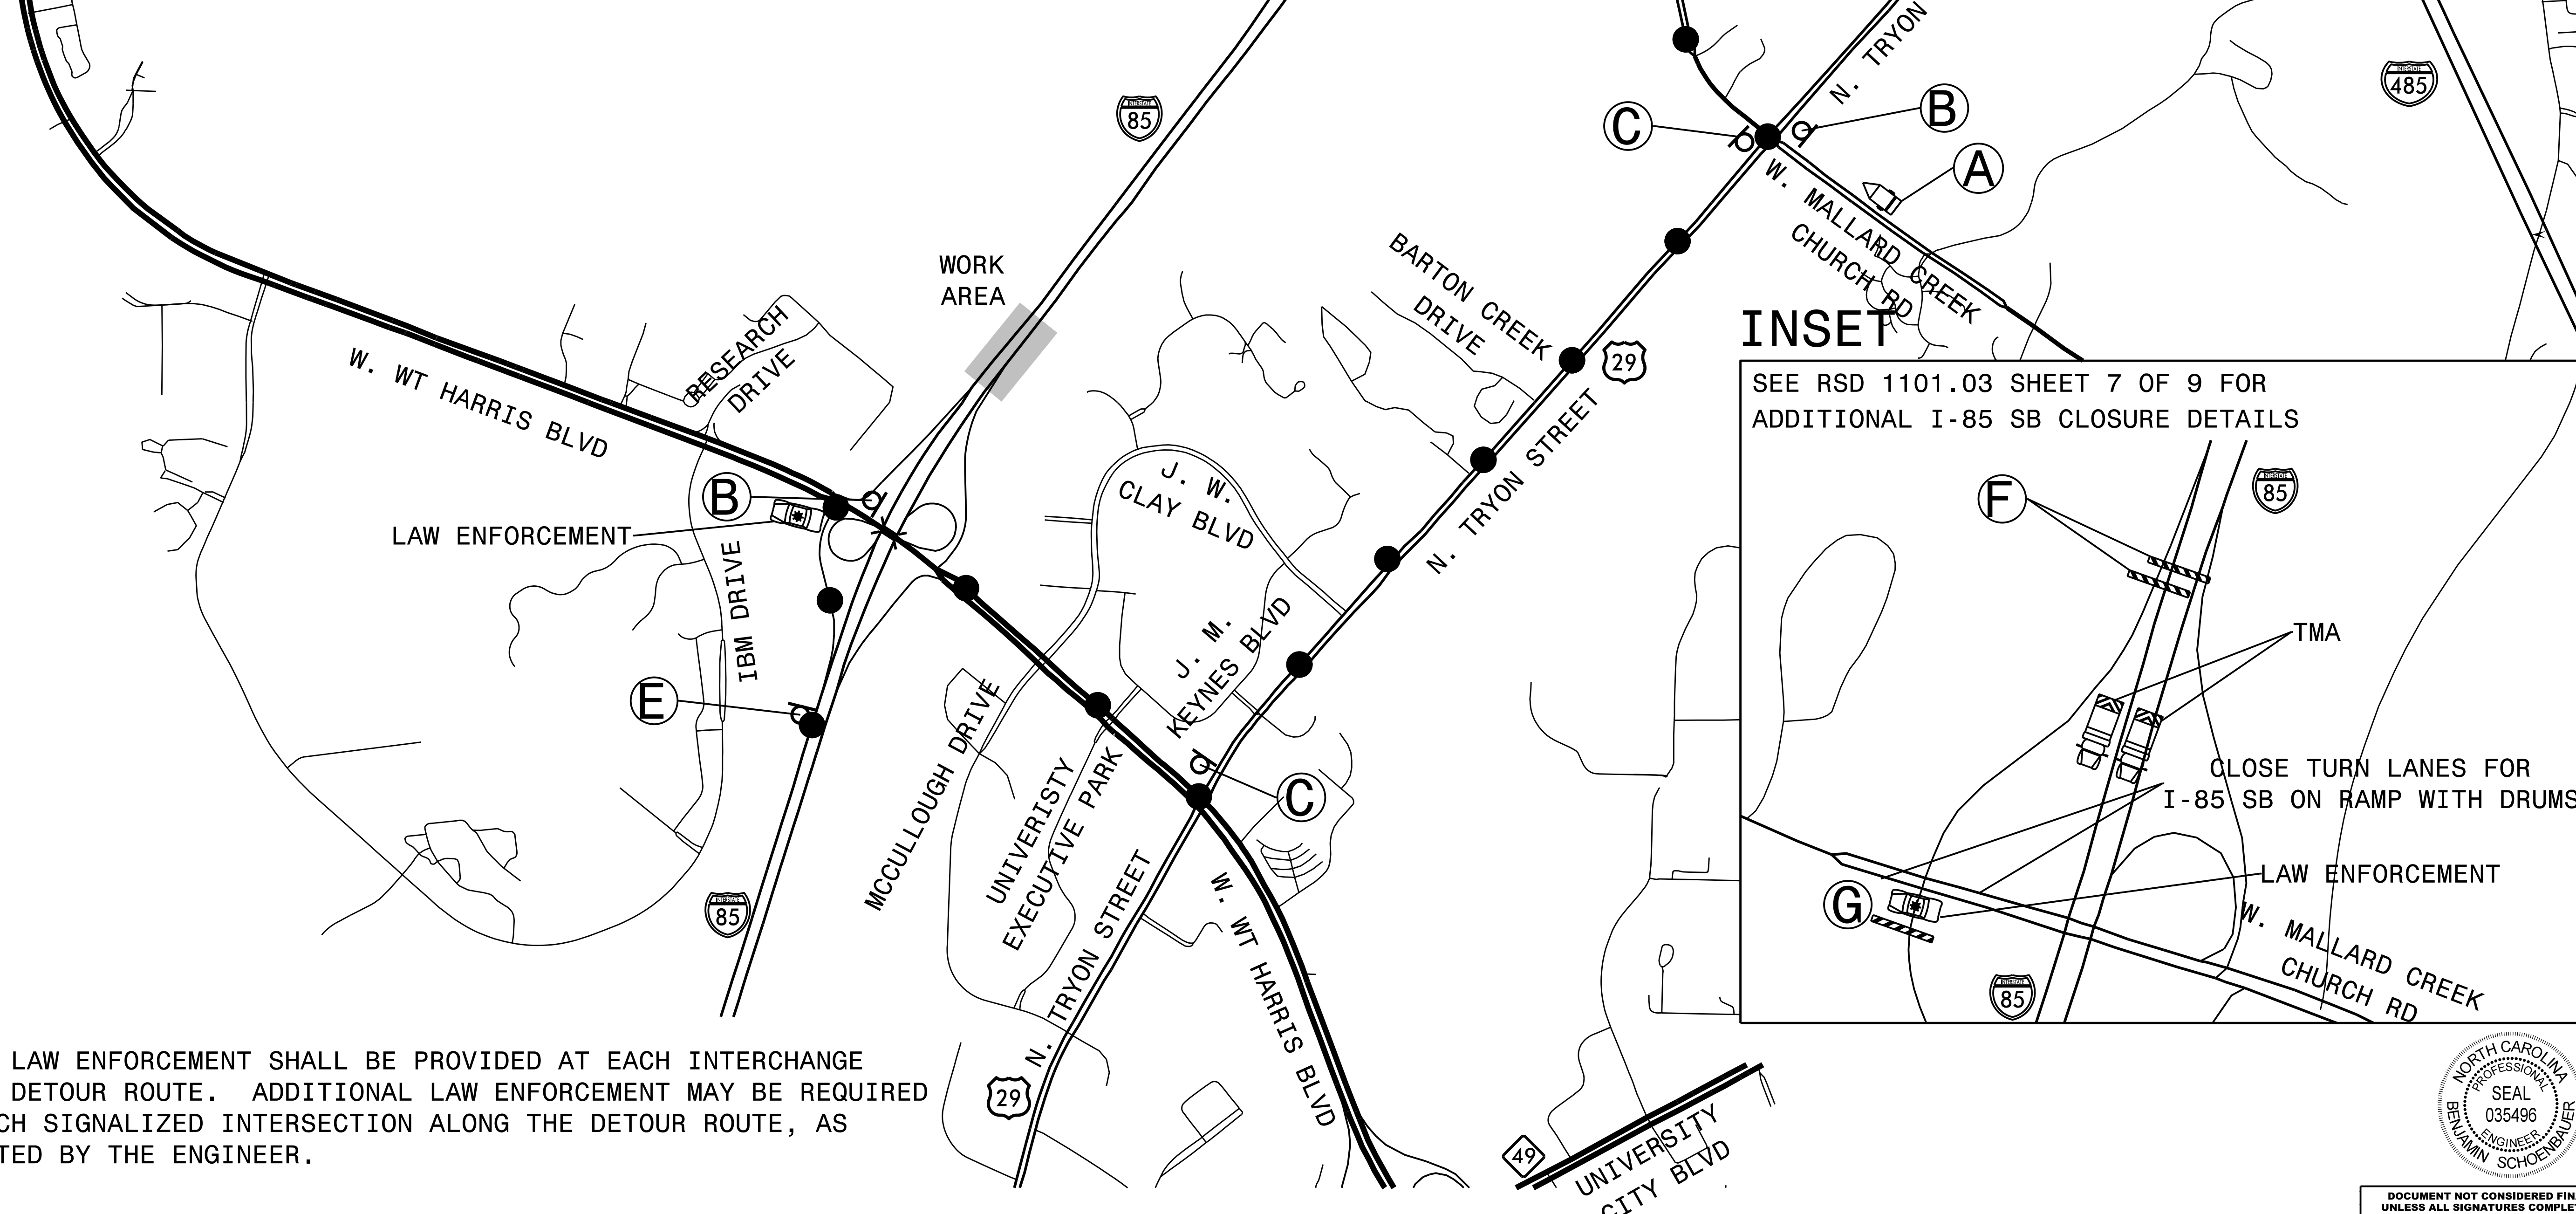 N. TRYON
INTERSTATE
485
INTERSTATE
85
C
B
A
W. MALLARD CREEK
CHURCH RD
WORK
AREA
BARTON CREEK
DRIVE
29
N. TRYON STREET
RESEARCH
DRIVE
W. WT HARRIS BLVD
B
LAW ENFORCEMENT
J. W.
CLAY BLVD
IBM DRIVE
J. M.
KEYNES BLVD
E
C
MCCULLOUGH DRIVE
UNIVERISTY
EXECUTIVE PARK
N. TRYON STREET
W. WT HARRIS BLVD
INTERSTATE
85
29
49
UNIVERSITY
CITY BLVD
INSET
SEE RSD 1101.03 SHEET 7 OF 9 FOR
ADDITIONAL I-85 SB CLOSURE DETAILS
F
INTERSTATE
85
TMA
CLOSE TURN LANES FOR
I-85 SB ON RAMP WITH DRUMS
LAW ENFORCEMENT
G
W. MALLARD CREEK
CHURCH RD
INTERSTATE
85
LAW ENFORCEMENT SHALL BE PROVIDED AT EACH INTERCHANGE
DETOUR ROUTE. ADDITIONAL LAW ENFORCEMENT MAY BE REQUIRED
CH SIGNALIZED INTERSECTION ALONG THE DETOUR ROUTE, AS
TED BY THE ENGINEER.
NORTH CAROLINA
PROFESSIONAL
SEAL
035496
ENGINEER
BENJAMIN SCHOENBAUER
DOCUMENT NOT CONSIDERED FIN
UNLESS ALL SIGNATURES COMPLE